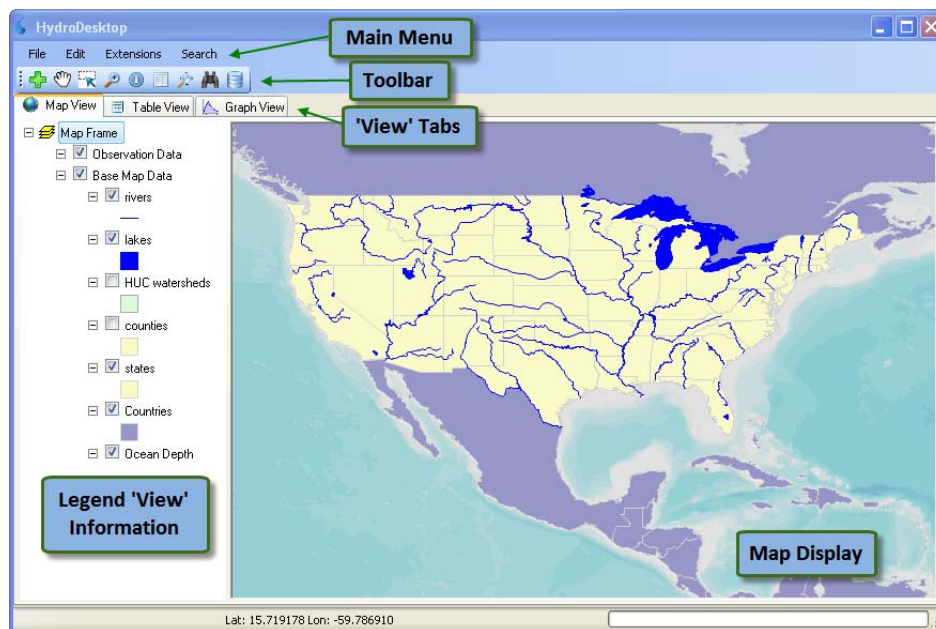 HydroDesktop
Main Menu
File Edit Extensions Search
Toolbar
Map View Table View Graph View
'View' Tabs
Map Frame
Observation Data
Base Map Data
rivers
lakes
HUC watersheds
counties
states
Countries
Ocean Depth
Legend 'View'
Information
Map Display
Lat: 15.719178 Lon: -59.786910